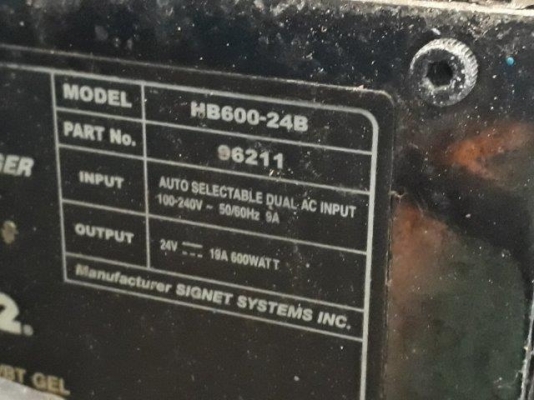 MODEL HB600-24B
PART No. 96211
GER
INPUT AUTO SELECTABLE DUAL AC INPUT
100-240V ~ 50/60Hz 9A
OUTPUT 24V ⎓ 19A 600WATT
Manufacturer SIGNET SYSTEMS INC.
2.
GEL